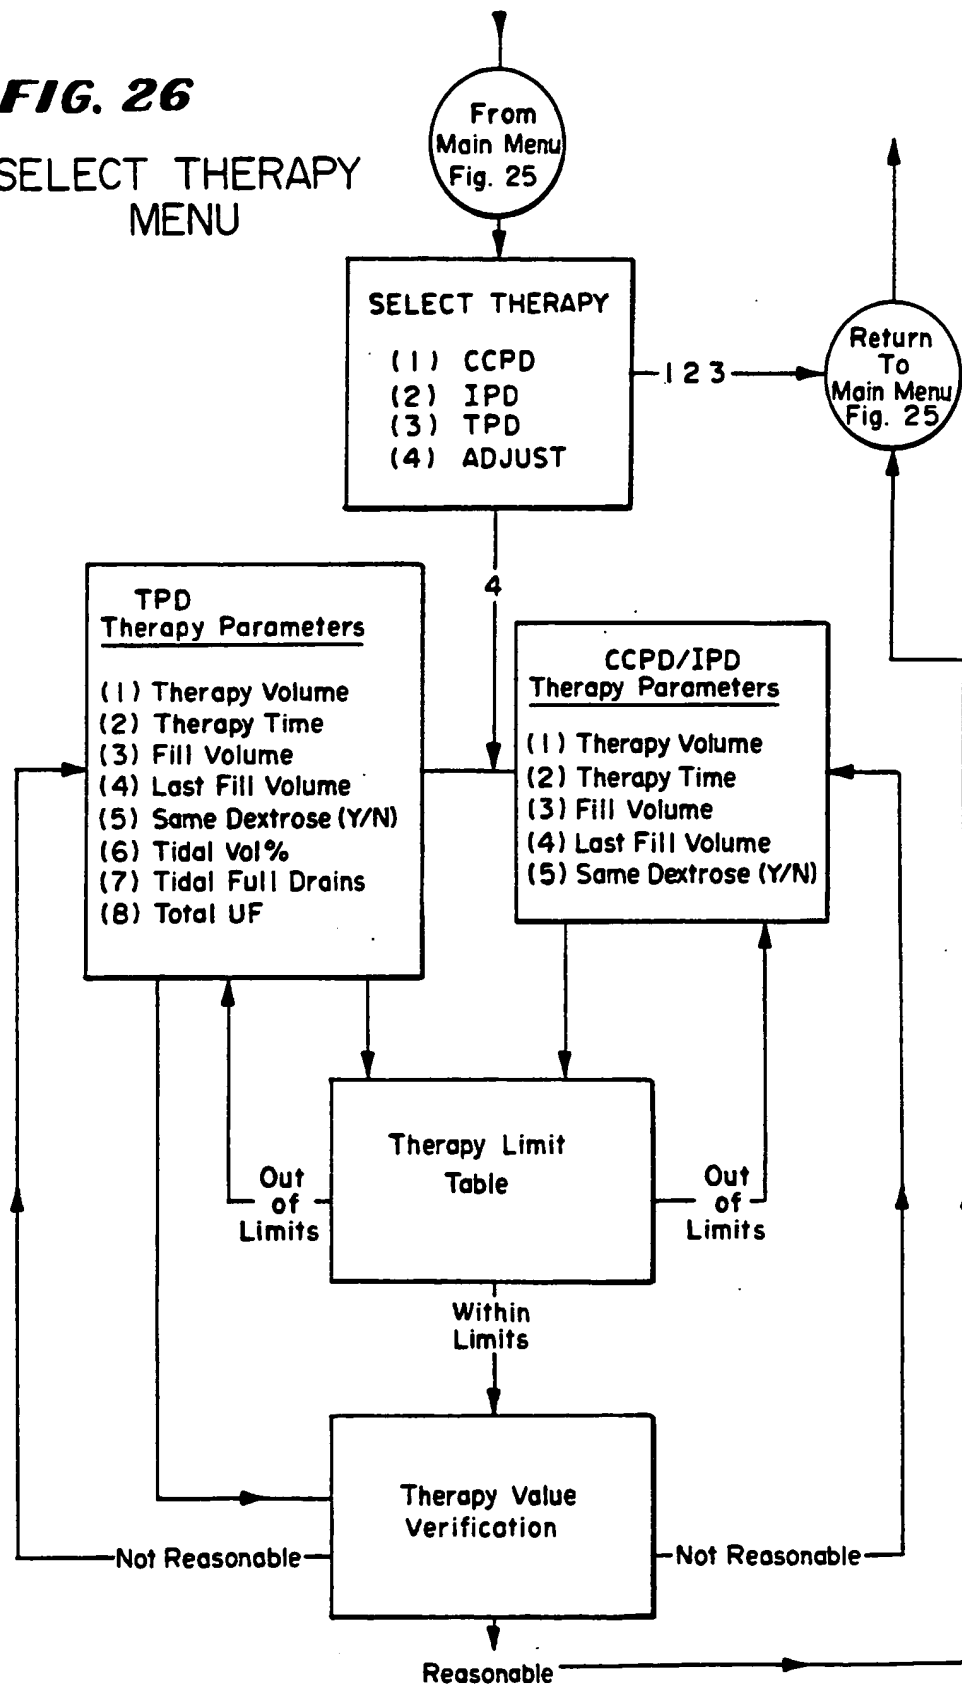 FIG. 26
SELECT THERAPY
MENU
From
Main Menu
Fig. 25
SELECT THERAPY
(1) CCPD
(2) IPD
(3) TPD
(4) ADJUST
1 2 3
Return
To
Main Menu
Fig. 25
4
TPD
Therapy Parameters
(1) Therapy Volume
(2) Therapy Time
(3) Fill Volume
(4) Last Fill Volume
(5) Same Dextrose (Y/N)
(6) Tidal Vol%
(7) Tidal Full Drains
(8) Total UF
CCPD/IPD
Therapy Parameters
(1) Therapy Volume
(2) Therapy Time
(3) Fill Volume
(4) Last Fill Volume
(5) Same Dextrose (Y/N)
Therapy Limit
Table
Out
of
Limits
Out
of
Limits
Within
Limits
Therapy Value
Verification
Not Reasonable
Not Reasonable
Reasonable